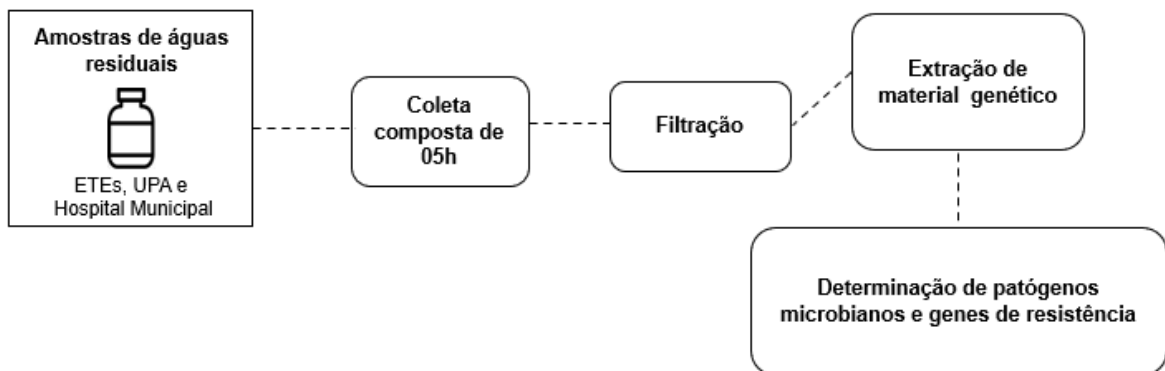 Amostras de águas
residuais
ETEs, UPA e
Hospital Municipal
Coleta
composta de
05h
Filtração
Extração de
material genético
Determinação de patógenos
microbianos e genes de resistência